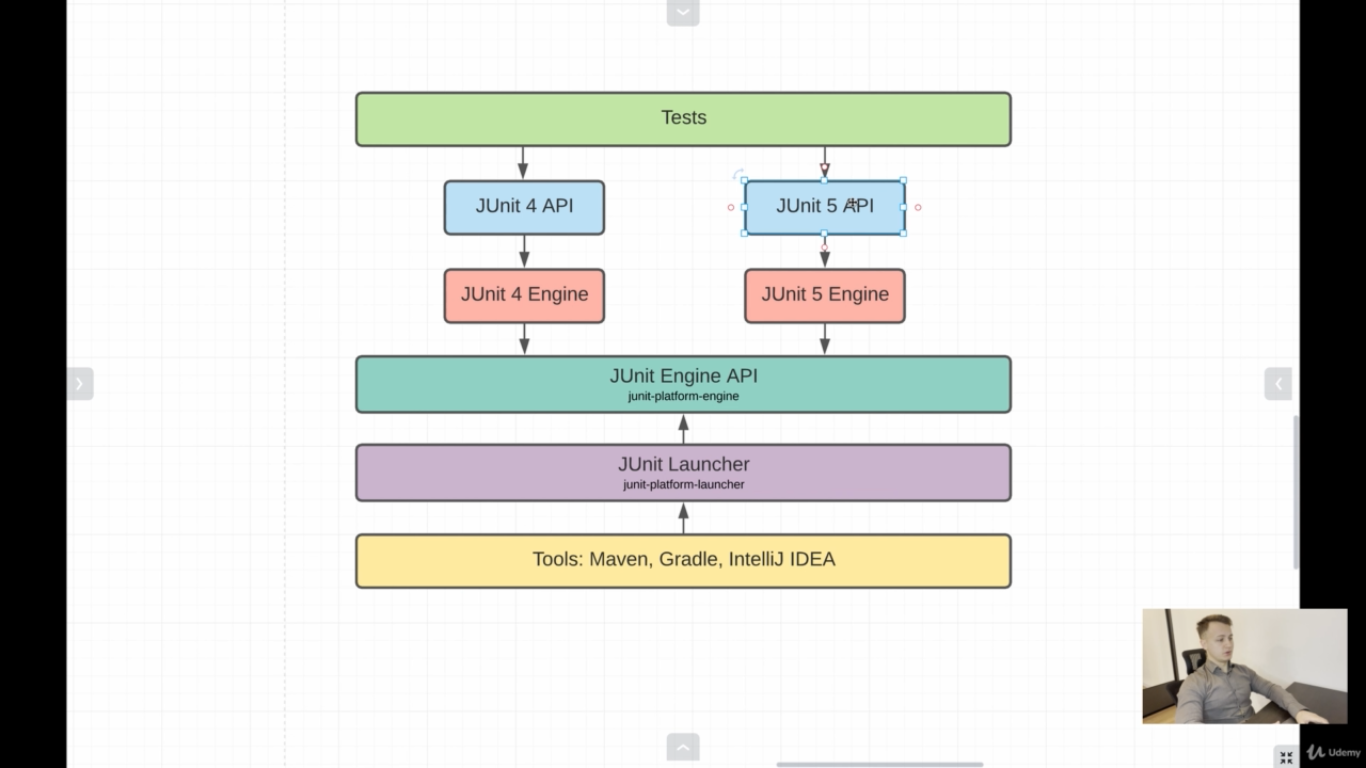 Tests
JUnit 4 API
JUnit 5 API
JUnit 4 Engine
JUnit 5 Engine
JUnit Engine API
junit-platform-engine
JUnit Launcher
junit-platform-launcher
Tools: Maven, Gradle, IntelliJ IDEA
Udemy